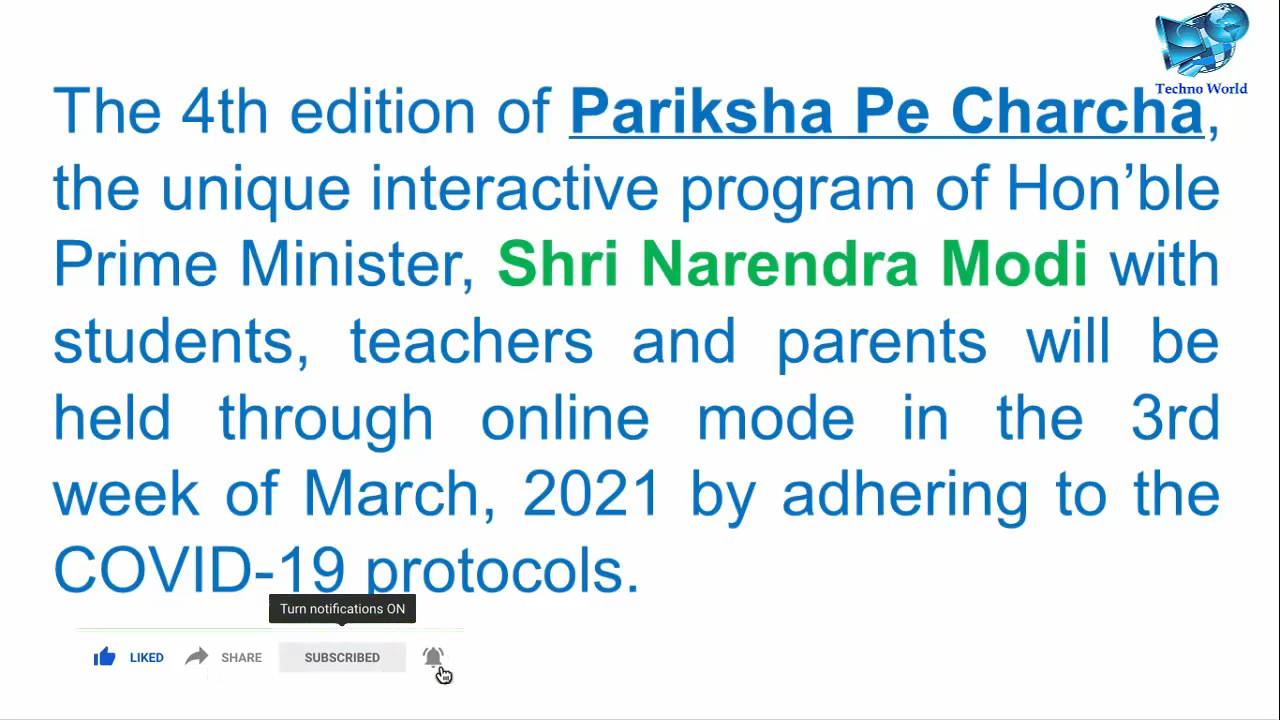 Techno World
The 4th edition of Pariksha Pe Charcha,
the unique interactive program of Hon’ble
Prime Minister, Shri Narendra Modi with
students, teachers and parents will be
held through online mode in the 3rd
week of March, 2021 by adhering to the
COVID-19 protocols.
Turn notifications ON
LIKED SHARE SUBSCRIBED